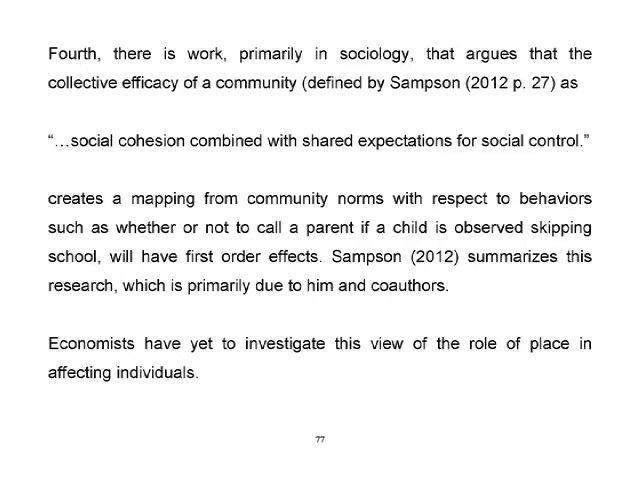 Fourth, there is work, primarily in sociology, that argues that the
collective efficacy of a community (defined by Sampson (2012 p. 27) as
“…social cohesion combined with shared expectations for social control.”
creates a mapping from community norms with respect to behaviors
such as whether or not to call a parent if a child is observed skipping
school, will have first order effects. Sampson (2012) summarizes this
research, which is primarily due to him and coauthors.
Economists have yet to investigate this view of the role of place in
affecting individuals.
77